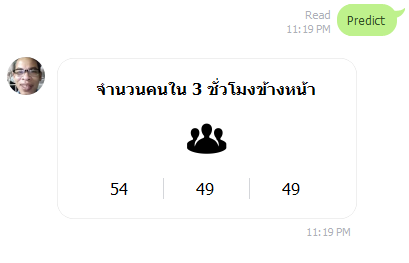 Read
11:19 PM
Predict
จำนวนคนใน 3 ชั่วโมงข้างหน้า
54 49 49
11:19 PM